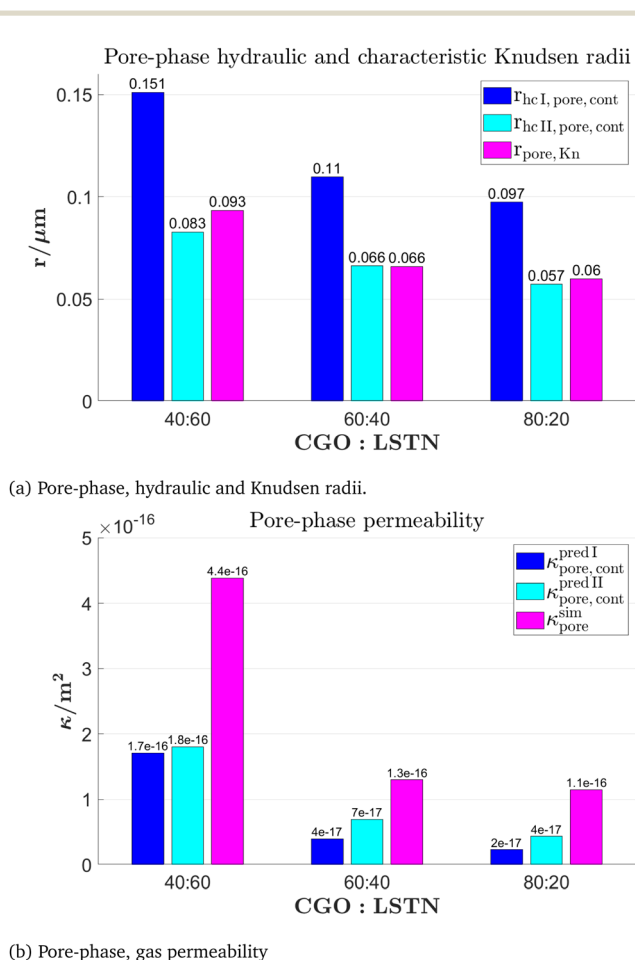 Pore-phase hydraulic and characteristic Knudsen radii
r/μm
0.15
0.1
0.05
0
0.151
0.083
0.093
0.11
0.066
0.066
0.097
0.057
0.06
r_hc I, pore, cont
r_hc II, pore, cont
r_pore, Kn
40:60
60:40
80:20
CGO : LSTN
(a) Pore-phase, hydraulic and Knudsen radii.
Pore-phase permeability
×10^-16
κ/m²
5
4
3
2
1
0
1.7e-16
1.8e-16
4.4e-16
4e-17
7e-17
1.3e-16
2e-17
4e-17
1.1e-16
κ^pred I_pore, cont
κ^pred II_pore, cont
κ^sim_pore
40:60
60:40
80:20
CGO : LSTN
(b) Pore-phase, gas permeability